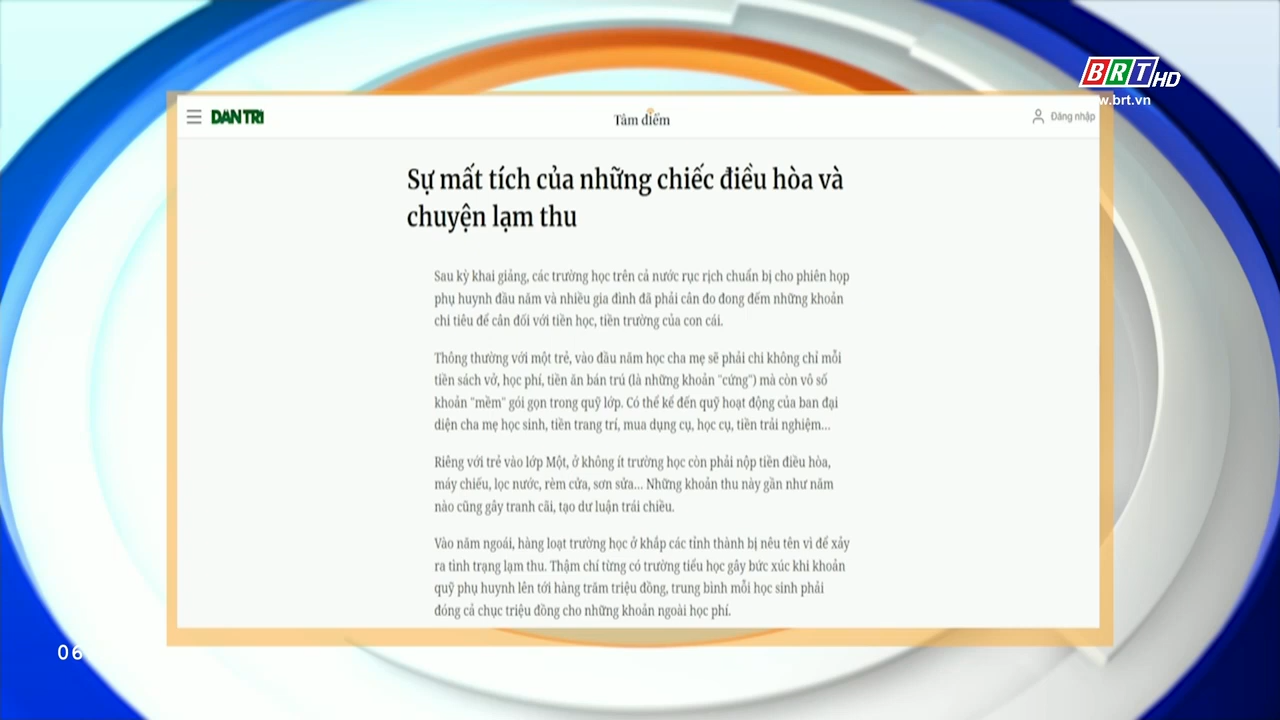 BRT HD
w.brt.vn
DÂN TRÍ
Tâm điểm
Đăng nhập
Sự mất tích của những chiếc điều hòa và
chuyện lạm thu
Sau kỳ khai giảng, các trường học trên cả nước rục rịch chuẩn bị cho phiên họp
phụ huynh đầu năm và nhiều gia đình đã phải cân đo đong đếm những khoản
chi tiêu để cân đối với tiền học, tiền trường của con cái.
Thông thường với một trẻ, vào đầu năm học cha mẹ sẽ phải chi không chỉ mỗi
tiền sách vở, học phí, tiền ăn bán trú (là những khoản "cứng") mà còn vô số
khoản "mềm" gói gọn trong quỹ lớp. Có thể kể đến quỹ hoạt động của ban đại
diện cha mẹ học sinh, tiền trang trí, mua dụng cụ, học cụ, tiền trải nghiệm...
Riêng với trẻ vào lớp Một, ở không ít trường học còn phải nộp tiền điều hòa,
máy chiếu, lọc nước, rèm cửa, sơn sửa... Những khoản thu này gần như năm
nào cũng gây tranh cãi, tạo dư luận trái chiều.
Vào năm ngoái, hàng loạt trường học ở khắp các tỉnh thành bị nêu tên vì để xảy
ra tình trạng lạm thu. Thậm chí từng có trường tiểu học gây bức xúc khi khoản
quỹ phụ huynh lên tới hàng trăm triệu đồng, trung bình mỗi học sinh phải
đóng cả chục triệu đồng cho những khoản ngoài học phí.
06